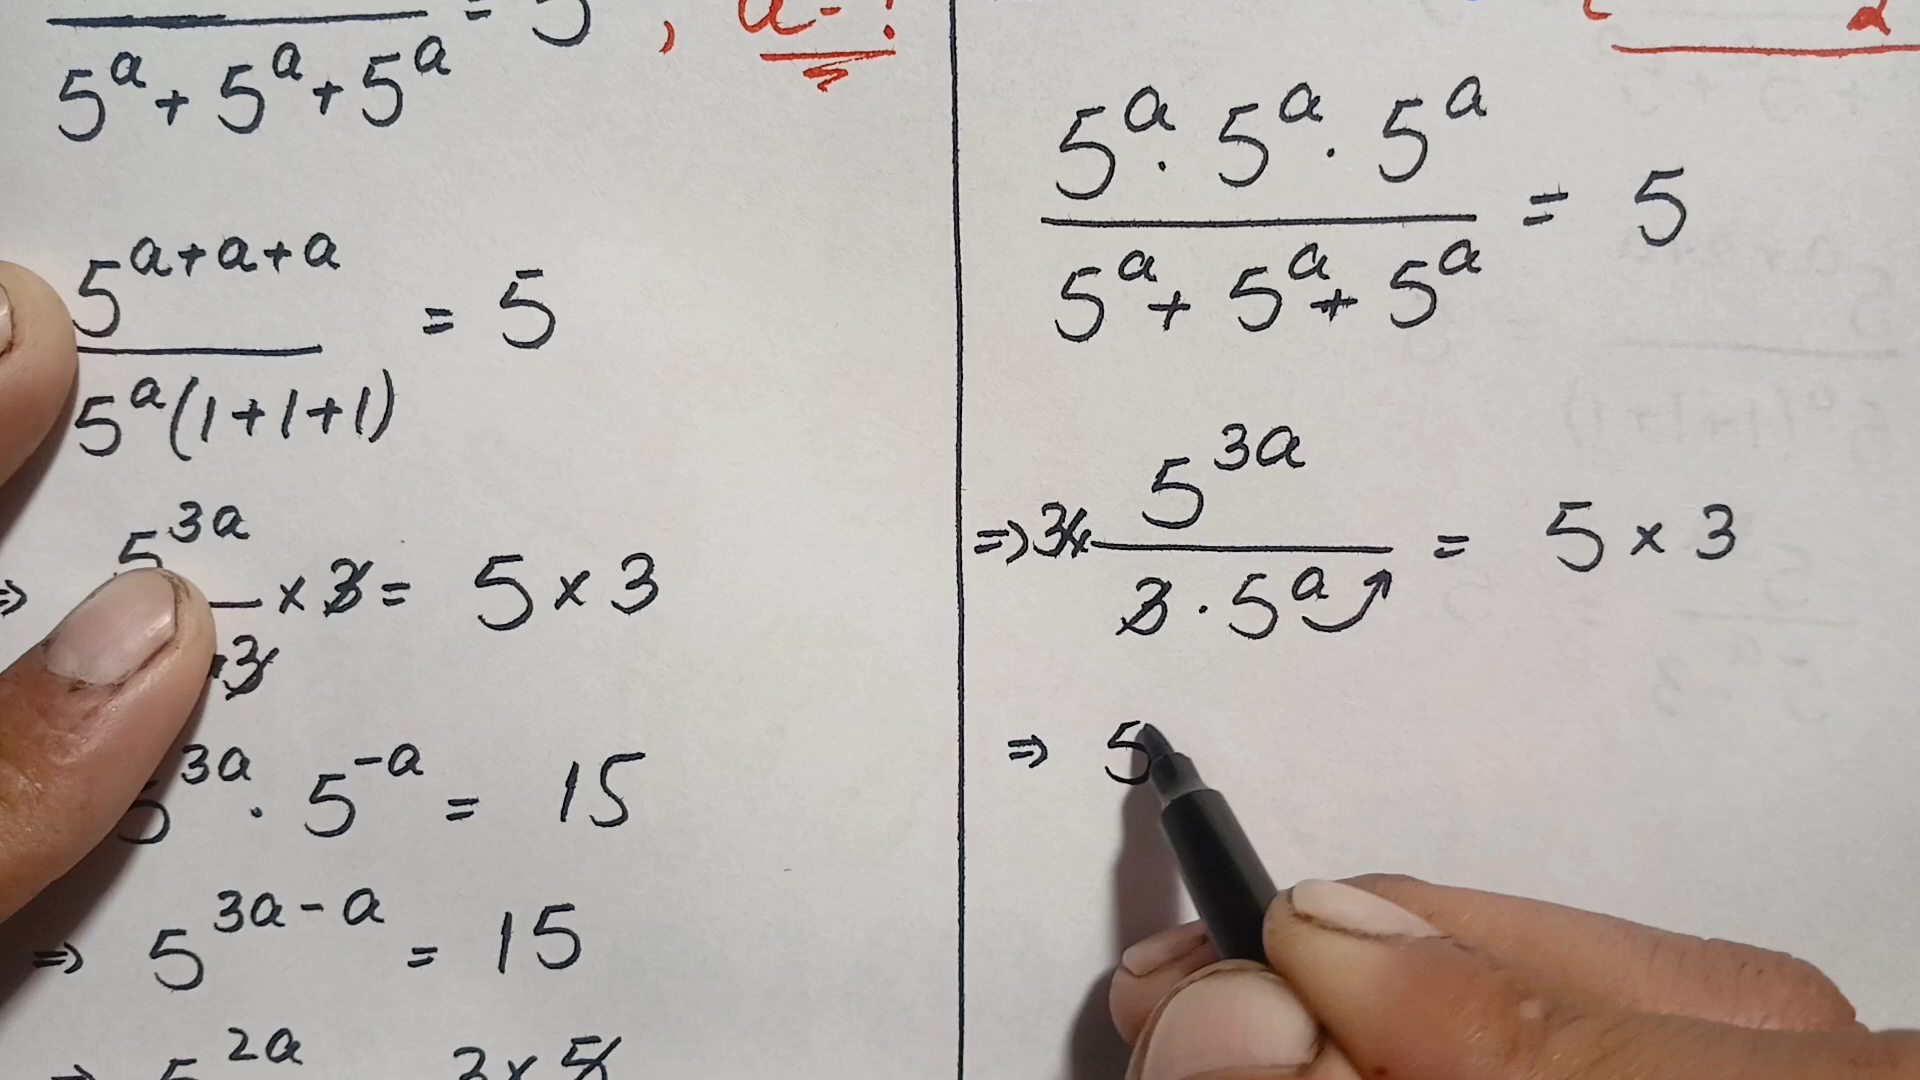 5^a + 5^a + 5^a = 5, a = ?
5^{a+a+a} / 5^a(1+1+1) = 5
5^{3a} / 3 × 3 = 5 × 3
5^{3a} · 5^{-a} = 15
⇒ 5^{3a-a} = 15
⇒ 5^{2a} 3 × 5
2
5^a · 5^a · 5^a / 5^a + 5^a + 5^a = 5
⇒ 3× 5^{3a} / 3 · 5^a = 5 × 3
⇒ 5